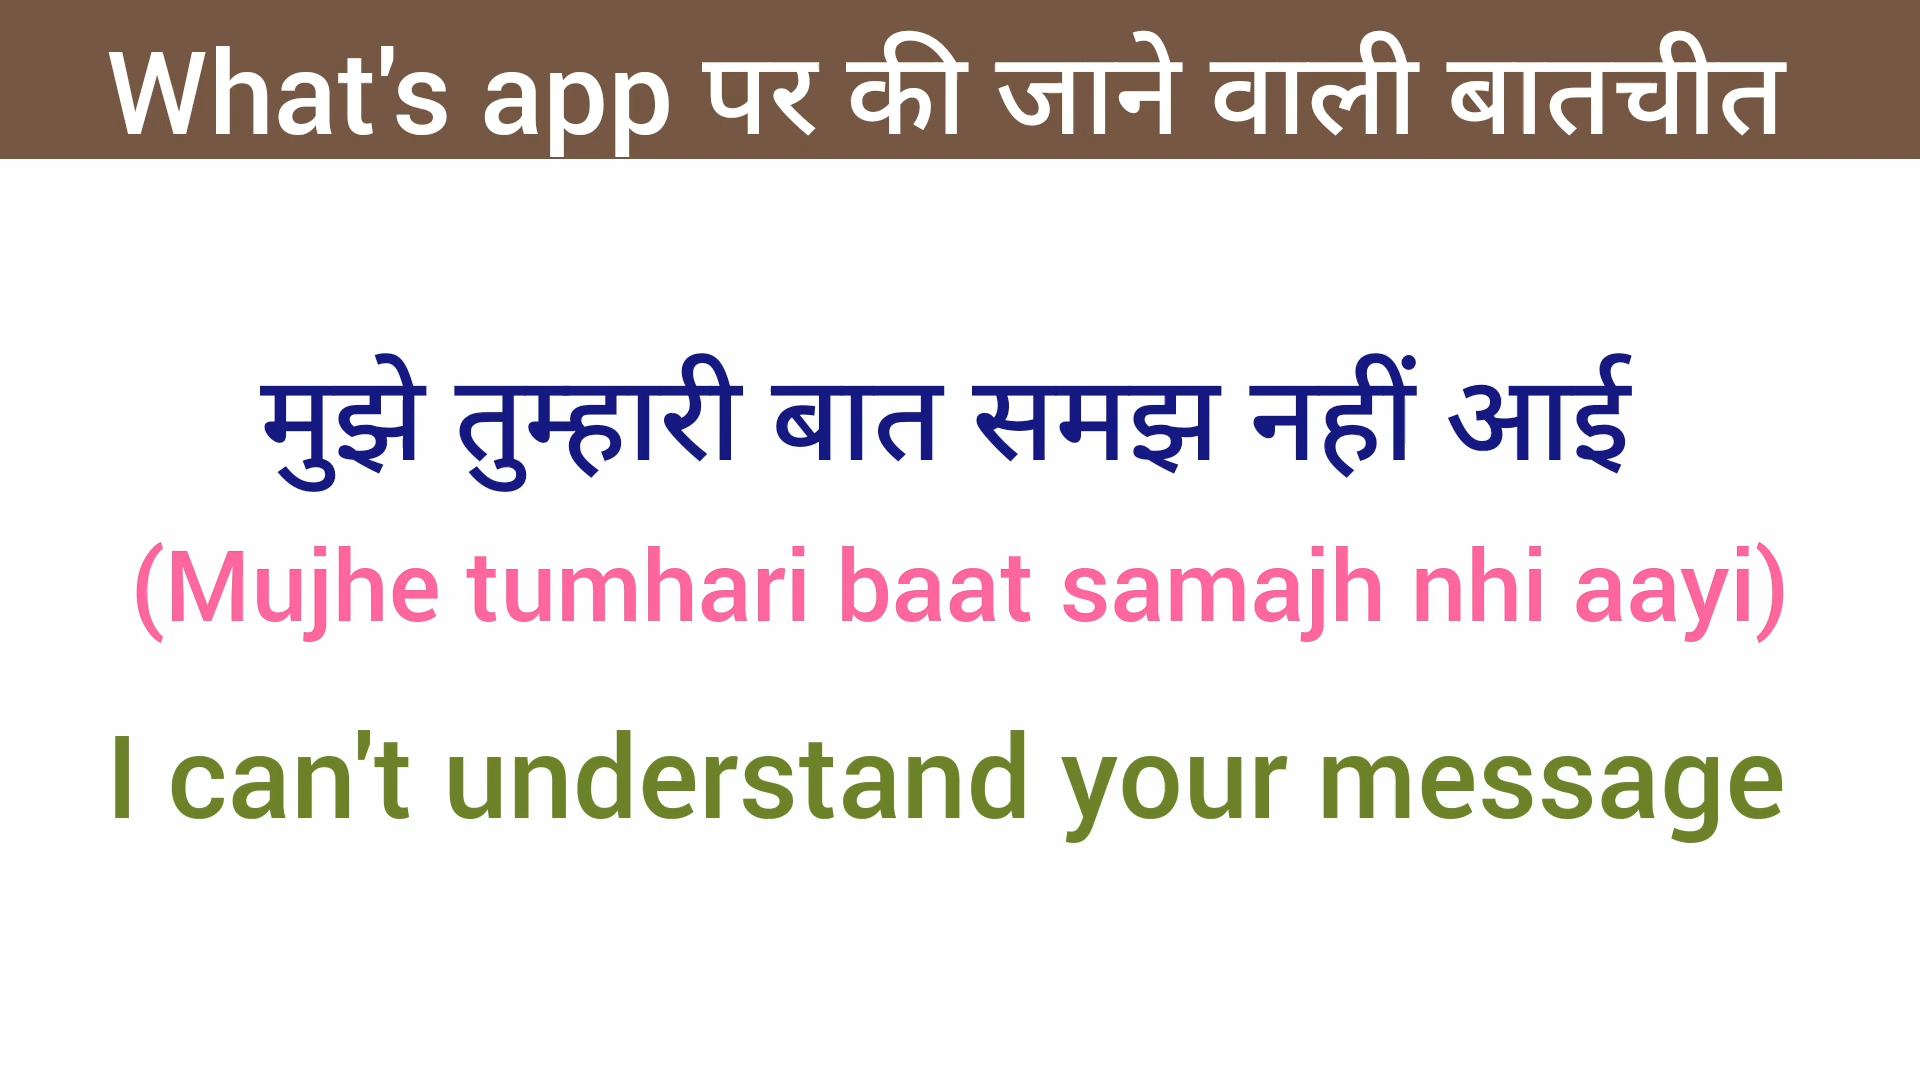 What's app पर की जाने वाली बातचीत
मुझे तुम्हारी बात समझ नहीं आई
(Mujhe tumhari baat samajh nhi aayi)
I can't understand your message